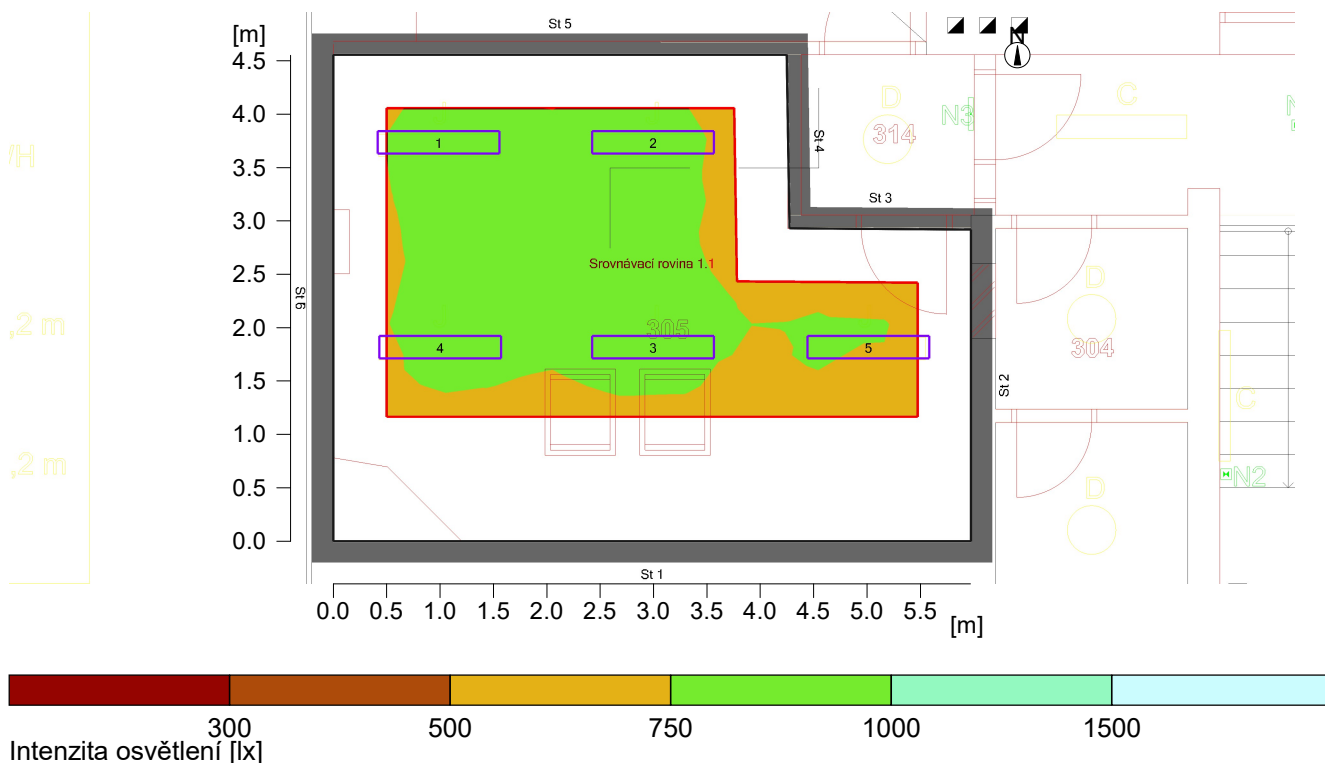 St 5
[m]
N
4.5
4.0
3.5
3.0
2.5
2.0
1.5
1.0
0.5
0.0
D
C
N3
314
1
2
St 4
St 3
Srovnávací rovina 1.1
St 6
,2 m
D
305
304
4
3
5
St 2
C
,2 m
N2
D
St 1
0.0 0.5 1.0 1.5 2.0 2.5 3.0 3.5 4.0 4.5 5.0 5.5
[m]
300 500 750 1000 1500
Intenzita osvětlení [lx]